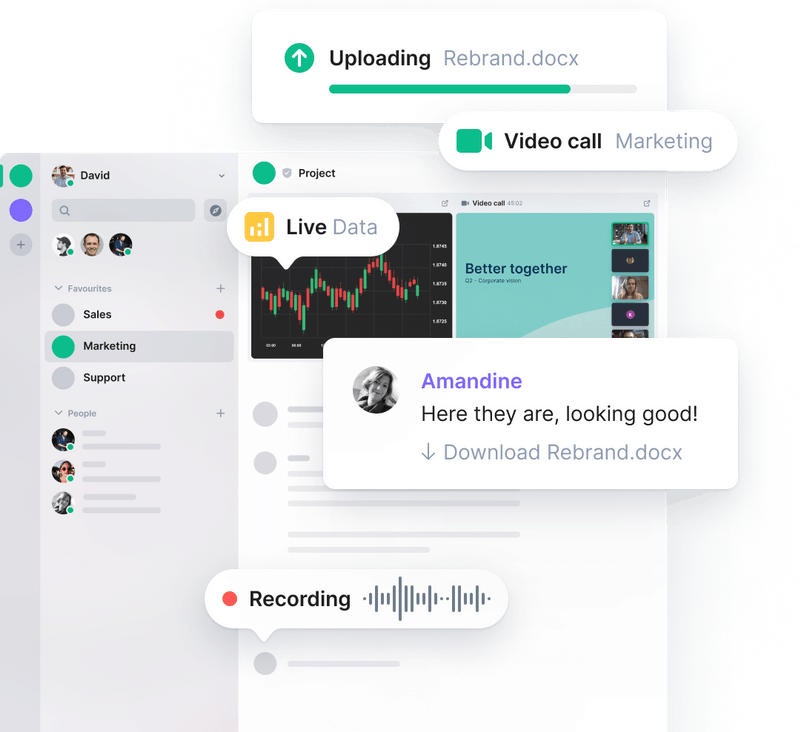 Uploading Rebrand.docx
Video call Marketing
David
Project
Live Data
Video call 45:02
1.8745
1.8740
1.8735
1.8730
1.8725
Better together
Q2 - Corporate vision
Favourites
Sales
Marketing
Support
People
Amandine
Here they are, looking good!
Download Rebrand.docx
Recording